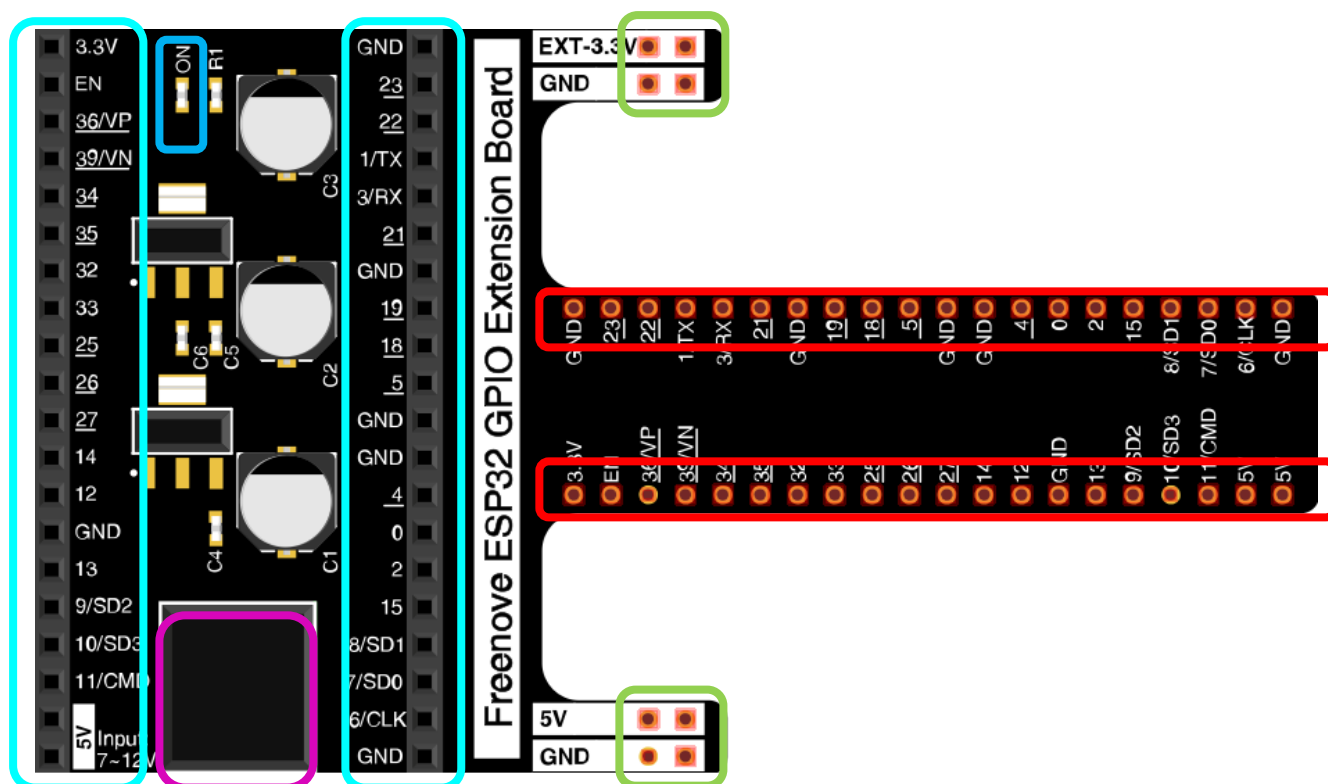 3.3V
EN
36/VP
39/VN
34
35
32
33
25
26
27
14
12
GND
13
9/SD2
10/SD3
11/CMD
5V
Input
7~12V
ON
R1
C3
C6
C5
C2
C4
C1
GND
23
22
1/TX
3/RX
21
GND
19
18
5
GND
GND
4
0
2
15
8/SD1
7/SD0
6/CLK
GND
Freenove ESP32 GPIO Extension Board
EXT-3.3V
GND
GND 23 22 1/TX 3/RX 21 GND 19 18 5 GND GND 4 0 2 15 8/SD1 7/SD0 6/CLK GND
3.3V EN 36/VP 39/VN 34 35 32 33 25 26 27 14 12 GND 13 9/SD2 10/SD3 11/CMD 5V 5V
5V
GND